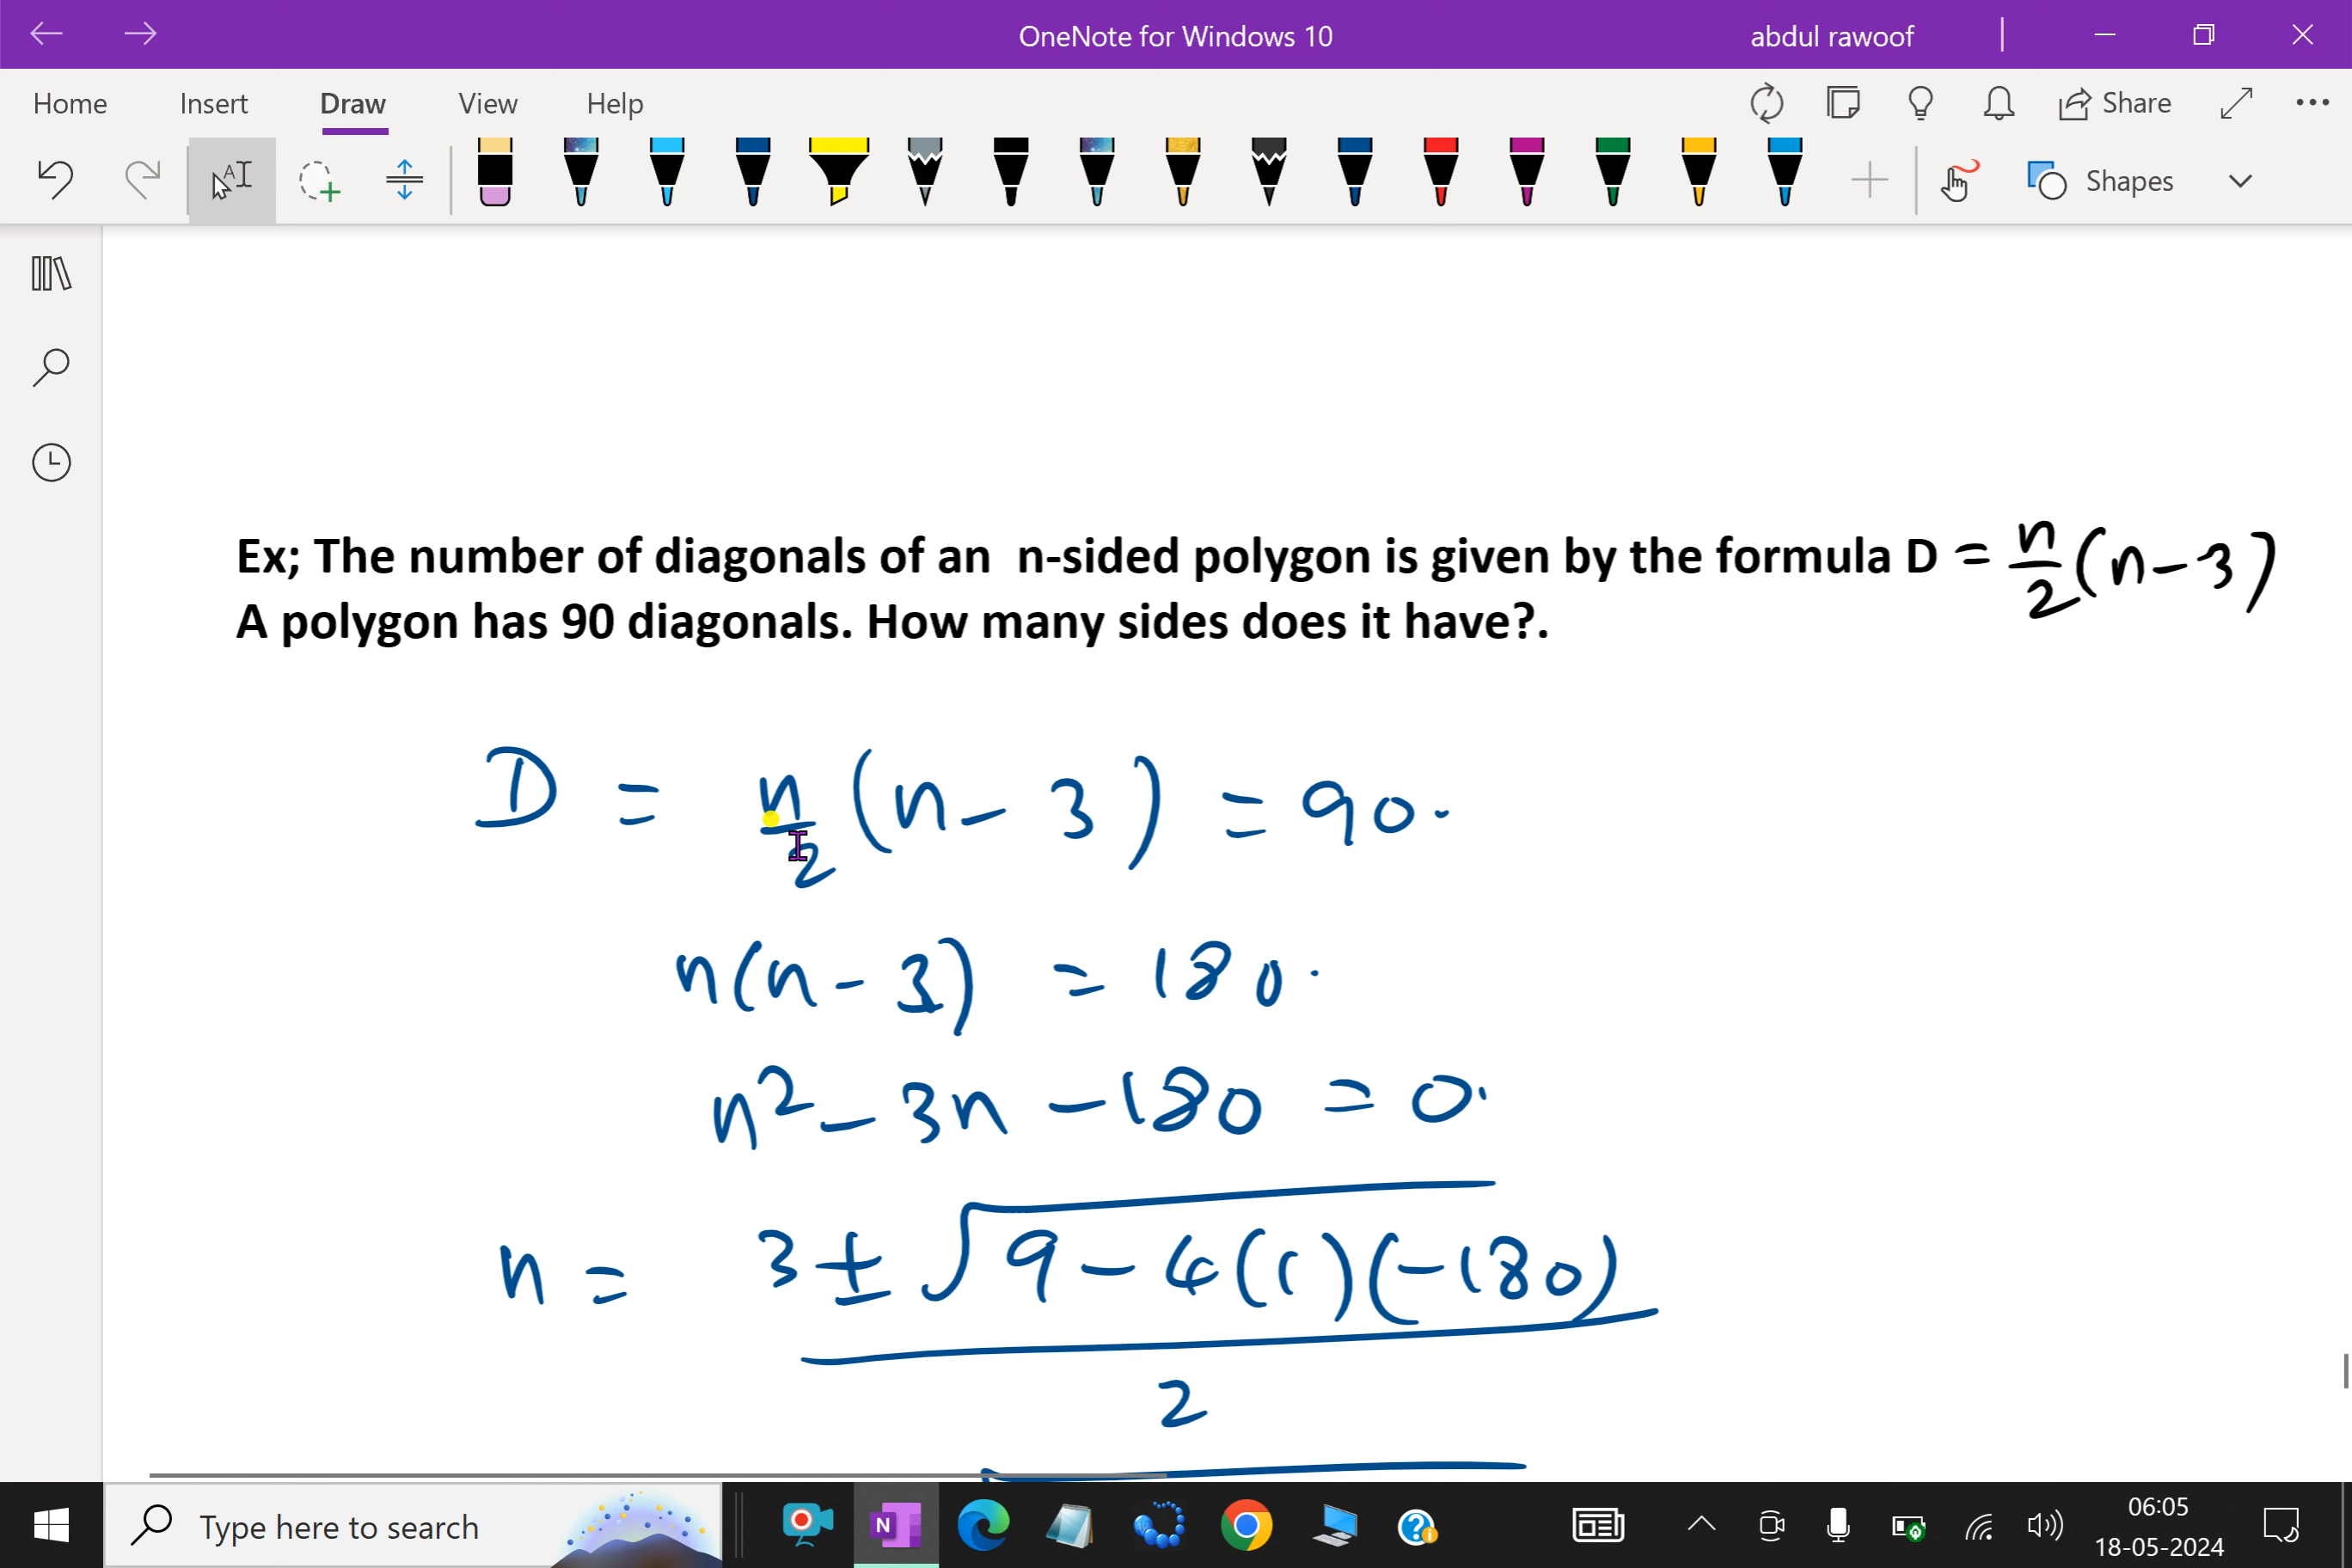 OneNote for Windows 10
abdul rawoof
Home Insert Draw View Help
Share
Shapes
Ex; The number of diagonals of an n-sided polygon is given by the formula D = n/2 (n-3)
A polygon has 90 diagonals. How many sides does it have?.
D = n/2 (n-3) = 90.
n(n-3) = 180.
n² - 3n - 180 = 0.
n = 3 ± √9-4(1)(-180)
2
Type here to search
06:05
18-05-2024